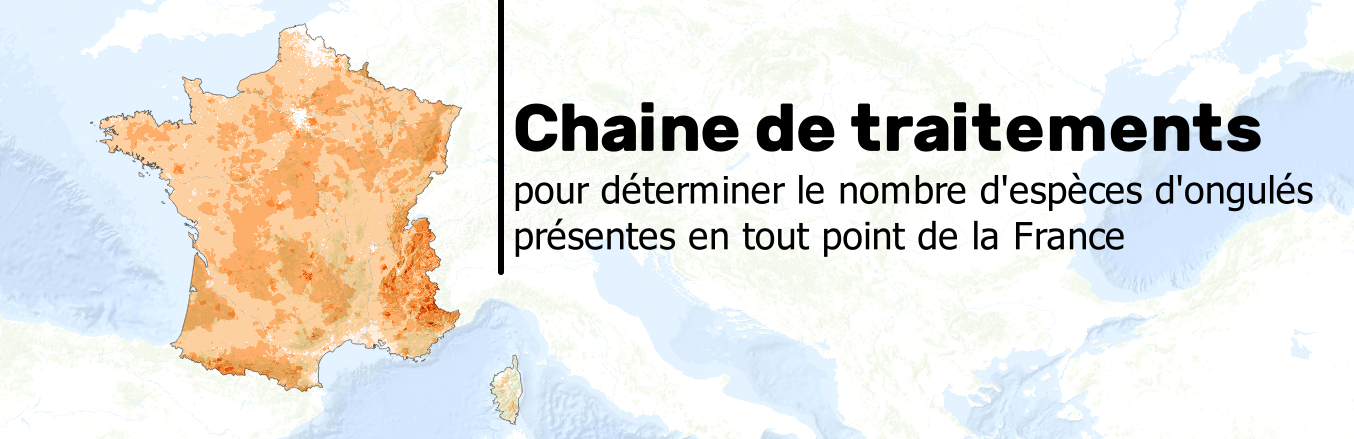 Chaine de traitements
pour déterminer le nombre d'espèces d'ongulés
présentes en tout point de la France